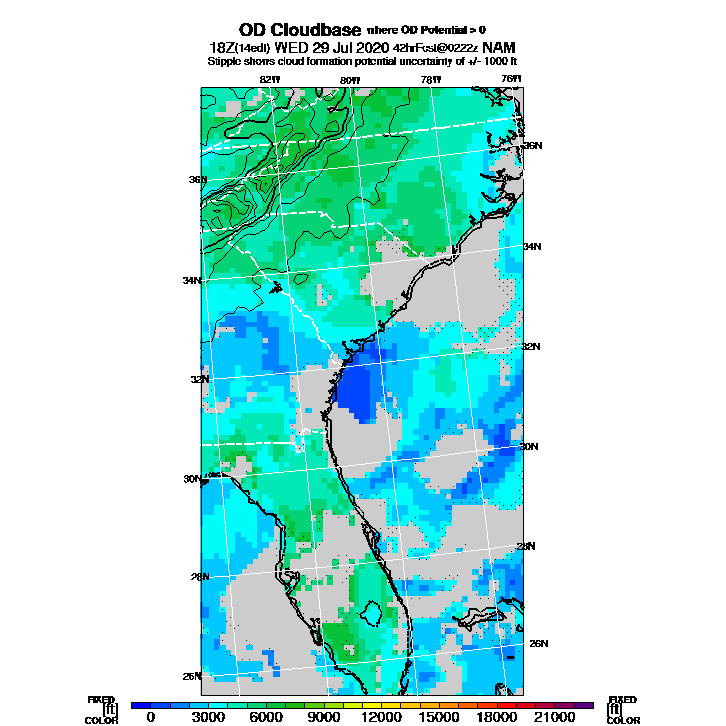 OD Cloudbase where OD Potential > 0
18Z(14edt) WED 29 Jul 2020 42hrFcst@0222z NAM
Stipple shows cloud formation potential uncertainty of +/- 1000 ft
82W 80W 78W 76W
36N
36N
34N
34N
32N
32N
30N
30N
28N
28N
26N
26N
FIXED FIXED
[ft] [ft]
COLOR COLOR
0 3000 6000 9000 12000 15000 18000 21000